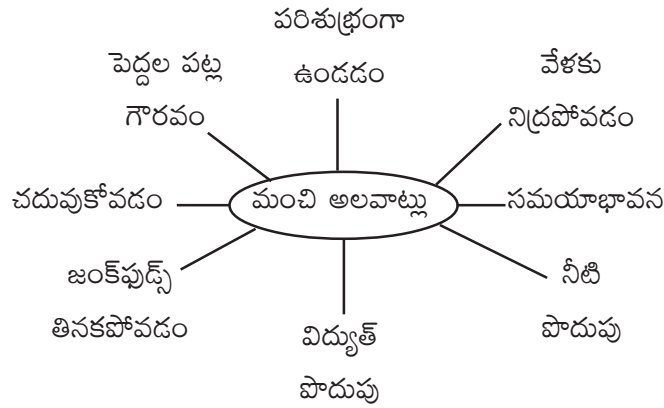 పరిశుభ్రంగా
ఉండడం
పెద్దల పట్ల
గౌరవం
వేళకు
నిద్రపోవడం
చదువుకోవడం
మంచి అలవాట్లు
సమయాభావన
జంక్‌ఫుడ్స్
తినకపోవడం
విద్యుత్
పొదుపు
నీటి
పొదుపు